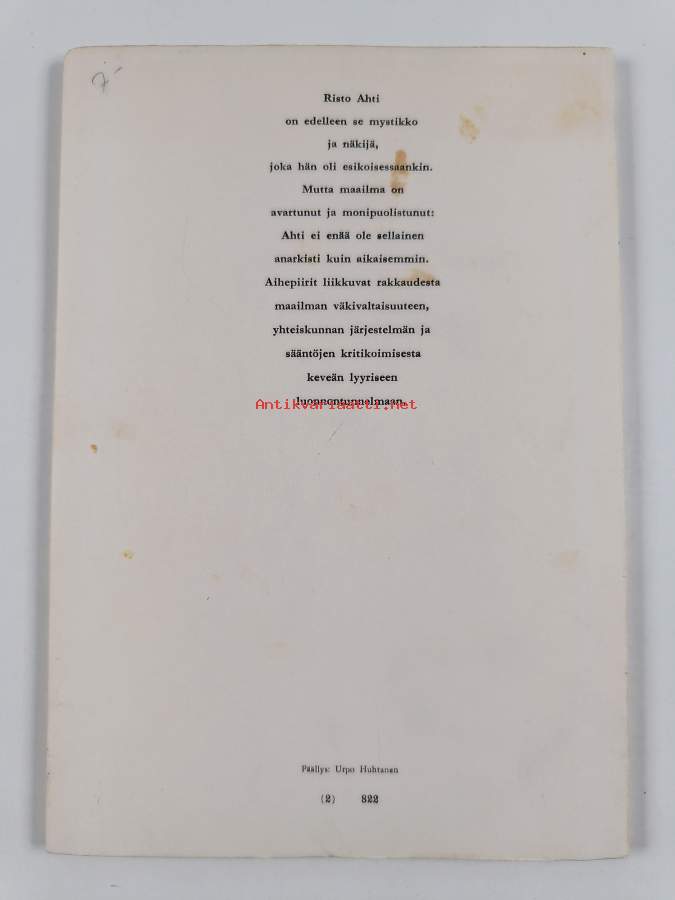 7-
Risto Ahti
on edelleen se mystikko
ja näkijä,
joka hän oli esikoisessaankin.
Mutta maailma on
avartunut ja monipuolistunut:
Ahti ei enää ole sellainen
anarkisti kuin aikaisemmin.
Aihepiirit liikkuvat rakkaudesta
maailman väkivaltaisuuteen,
yhteiskunnan järjestelmän ja
sääntöjen kritikoimisesta
keveän lyyriseen
luonnontunnelmaan.
Antikvariaatti.net
Päällys: Urpo Huhtanen
(2) 822